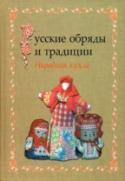 Русские обряды
и традиции
Народная кукла